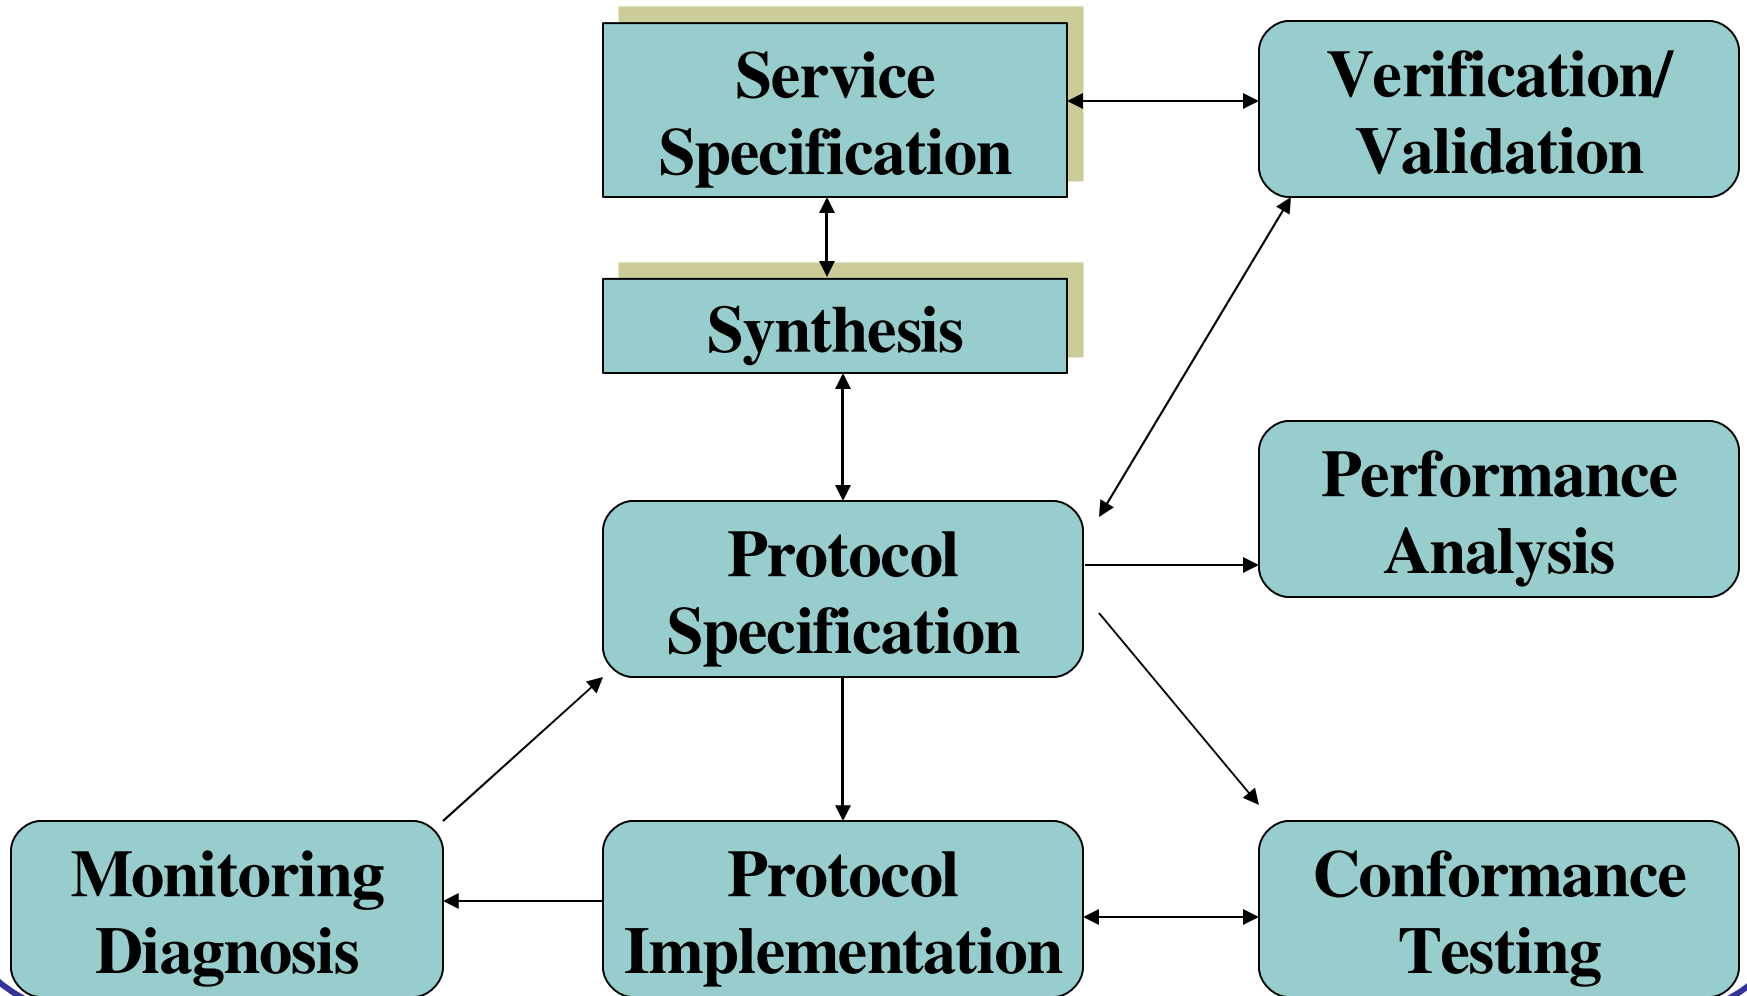 Service
Specification
Verification/
Validation
Synthesis
Performance
Analysis
Protocol
Specification
Monitoring
Diagnosis
Protocol
Implementation
Conformance
Testing